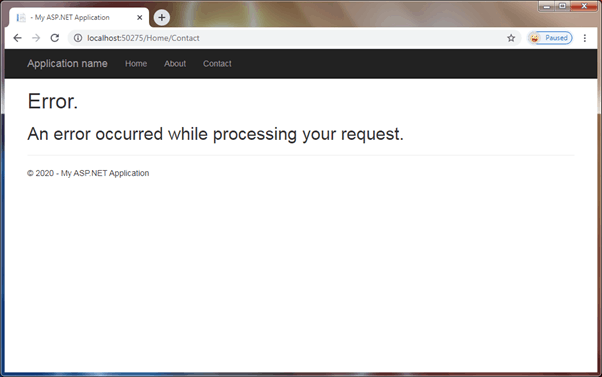 - My ASP.NET Application
localhost:50275/Home/Contact
Paused
Application name Home About Contact
Error.
An error occurred while processing your request.
© 2020 - My ASP.NET Application